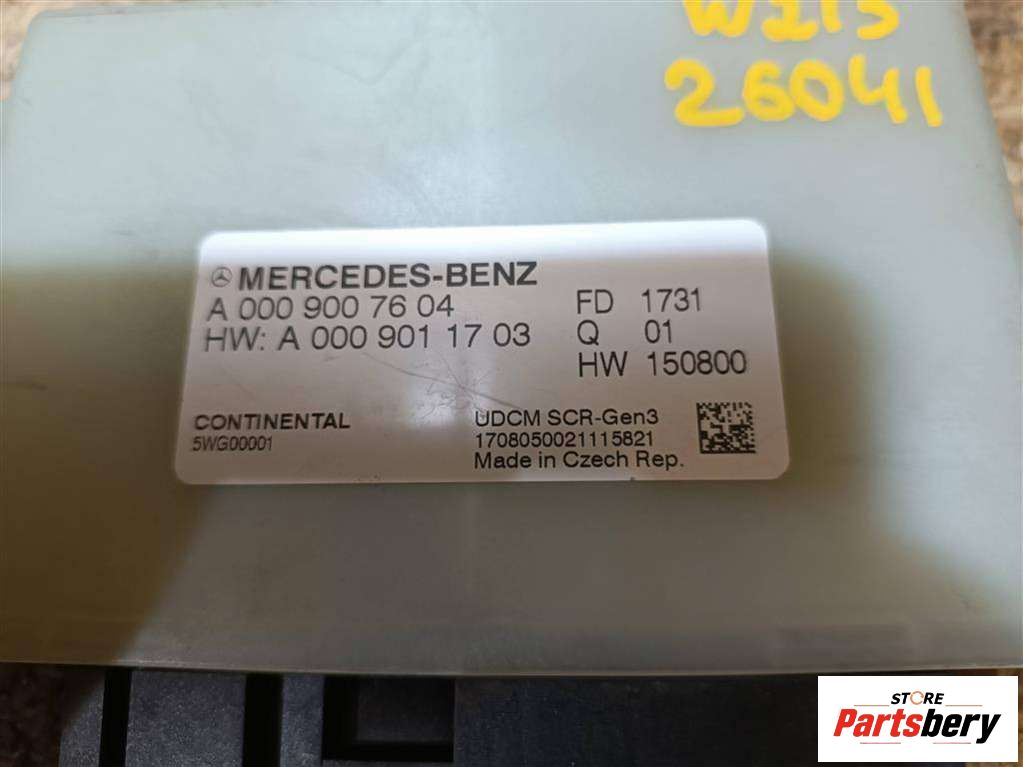 W213
26041
MERCEDES-BENZ
A 000 900 76 04
HW: A 000 901 17 03
FD 1731
Q 01
HW 150800
CONTINENTAL
5WG00001
UDCM SCR-Gen3
1708050021115821
Made in Czech Rep.
STORE
Partsbery